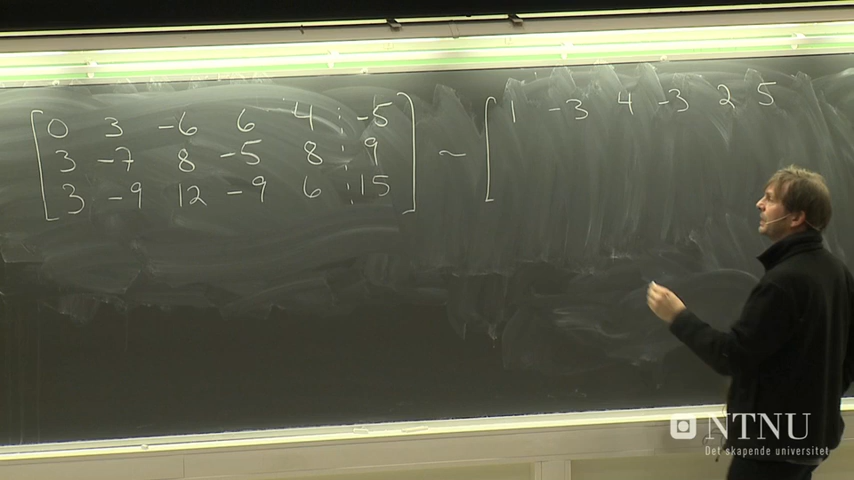 0 3 -6 6 4 -5 ~ 1 -3 4 -3 2 5
3 -7 8 -5 8 9
3 -9 12 -9 6 15
NTNU
Det skapende universitet